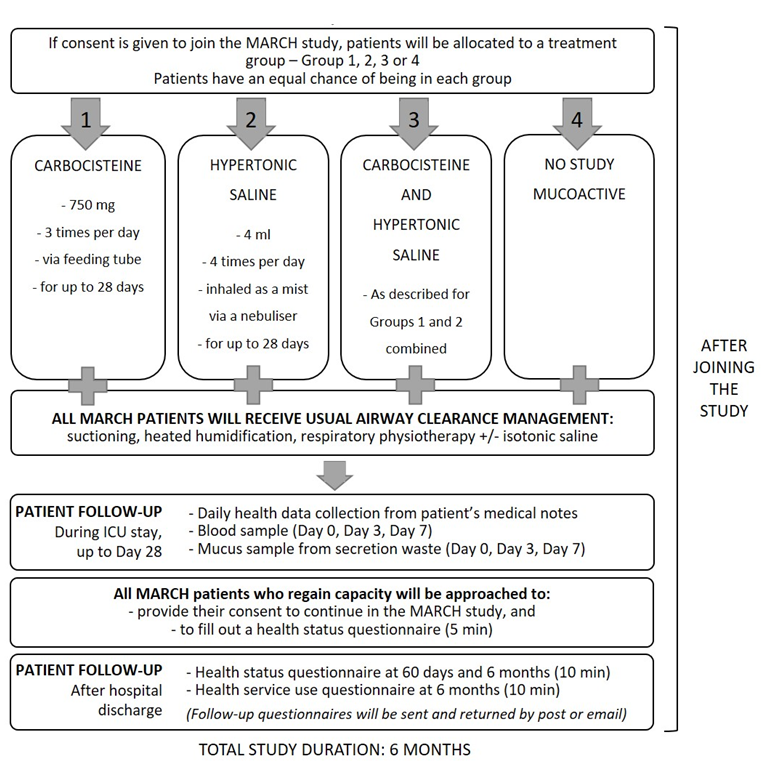 If consent is given to join the MARCH study, patients will be allocated to a treatment
group – Group 1, 2, 3 or 4
Patients have an equal chance of being in each group
1
CARBOCISTEINE
- 750 mg
- 3 times per day
- via feeding tube
- for up to 28 days
2
HYPERTONIC
SALINE
- 4 ml
- 4 times per day
- inhaled as a mist
via a nebuliser
- for up to 28 days
3
CARBOCISTEINE
AND
HYPERTONIC
SALINE
- As described for
Groups 1 and 2
combined
4
NO STUDY
MUCOACTIVE
ALL MARCH PATIENTS WILL RECEIVE USUAL AIRWAY CLEARANCE MANAGEMENT:
suctioning, heated humidification, respiratory physiotherapy +/- isotonic saline
PATIENT FOLLOW-UP
During ICU stay,
up to Day 28
- Daily health data collection from patient's medical notes
- Blood sample (Day 0, Day 3, Day 7)
- Mucus sample from secretion waste (Day 0, Day 3, Day 7)
All MARCH patients who regain capacity will be approached to:
- provide their consent to continue in the MARCH study, and
- to fill out a health status questionnaire (5 min)
PATIENT FOLLOW-UP
After hospital
discharge
- Health status questionnaire at 60 days and 6 months (10 min)
- Health service use questionnaire at 6 months (10 min)
(Follow-up questionnaires will be sent and returned by post or email)
AFTER
JOINING
THE
STUDY
TOTAL STUDY DURATION: 6 MONTHS